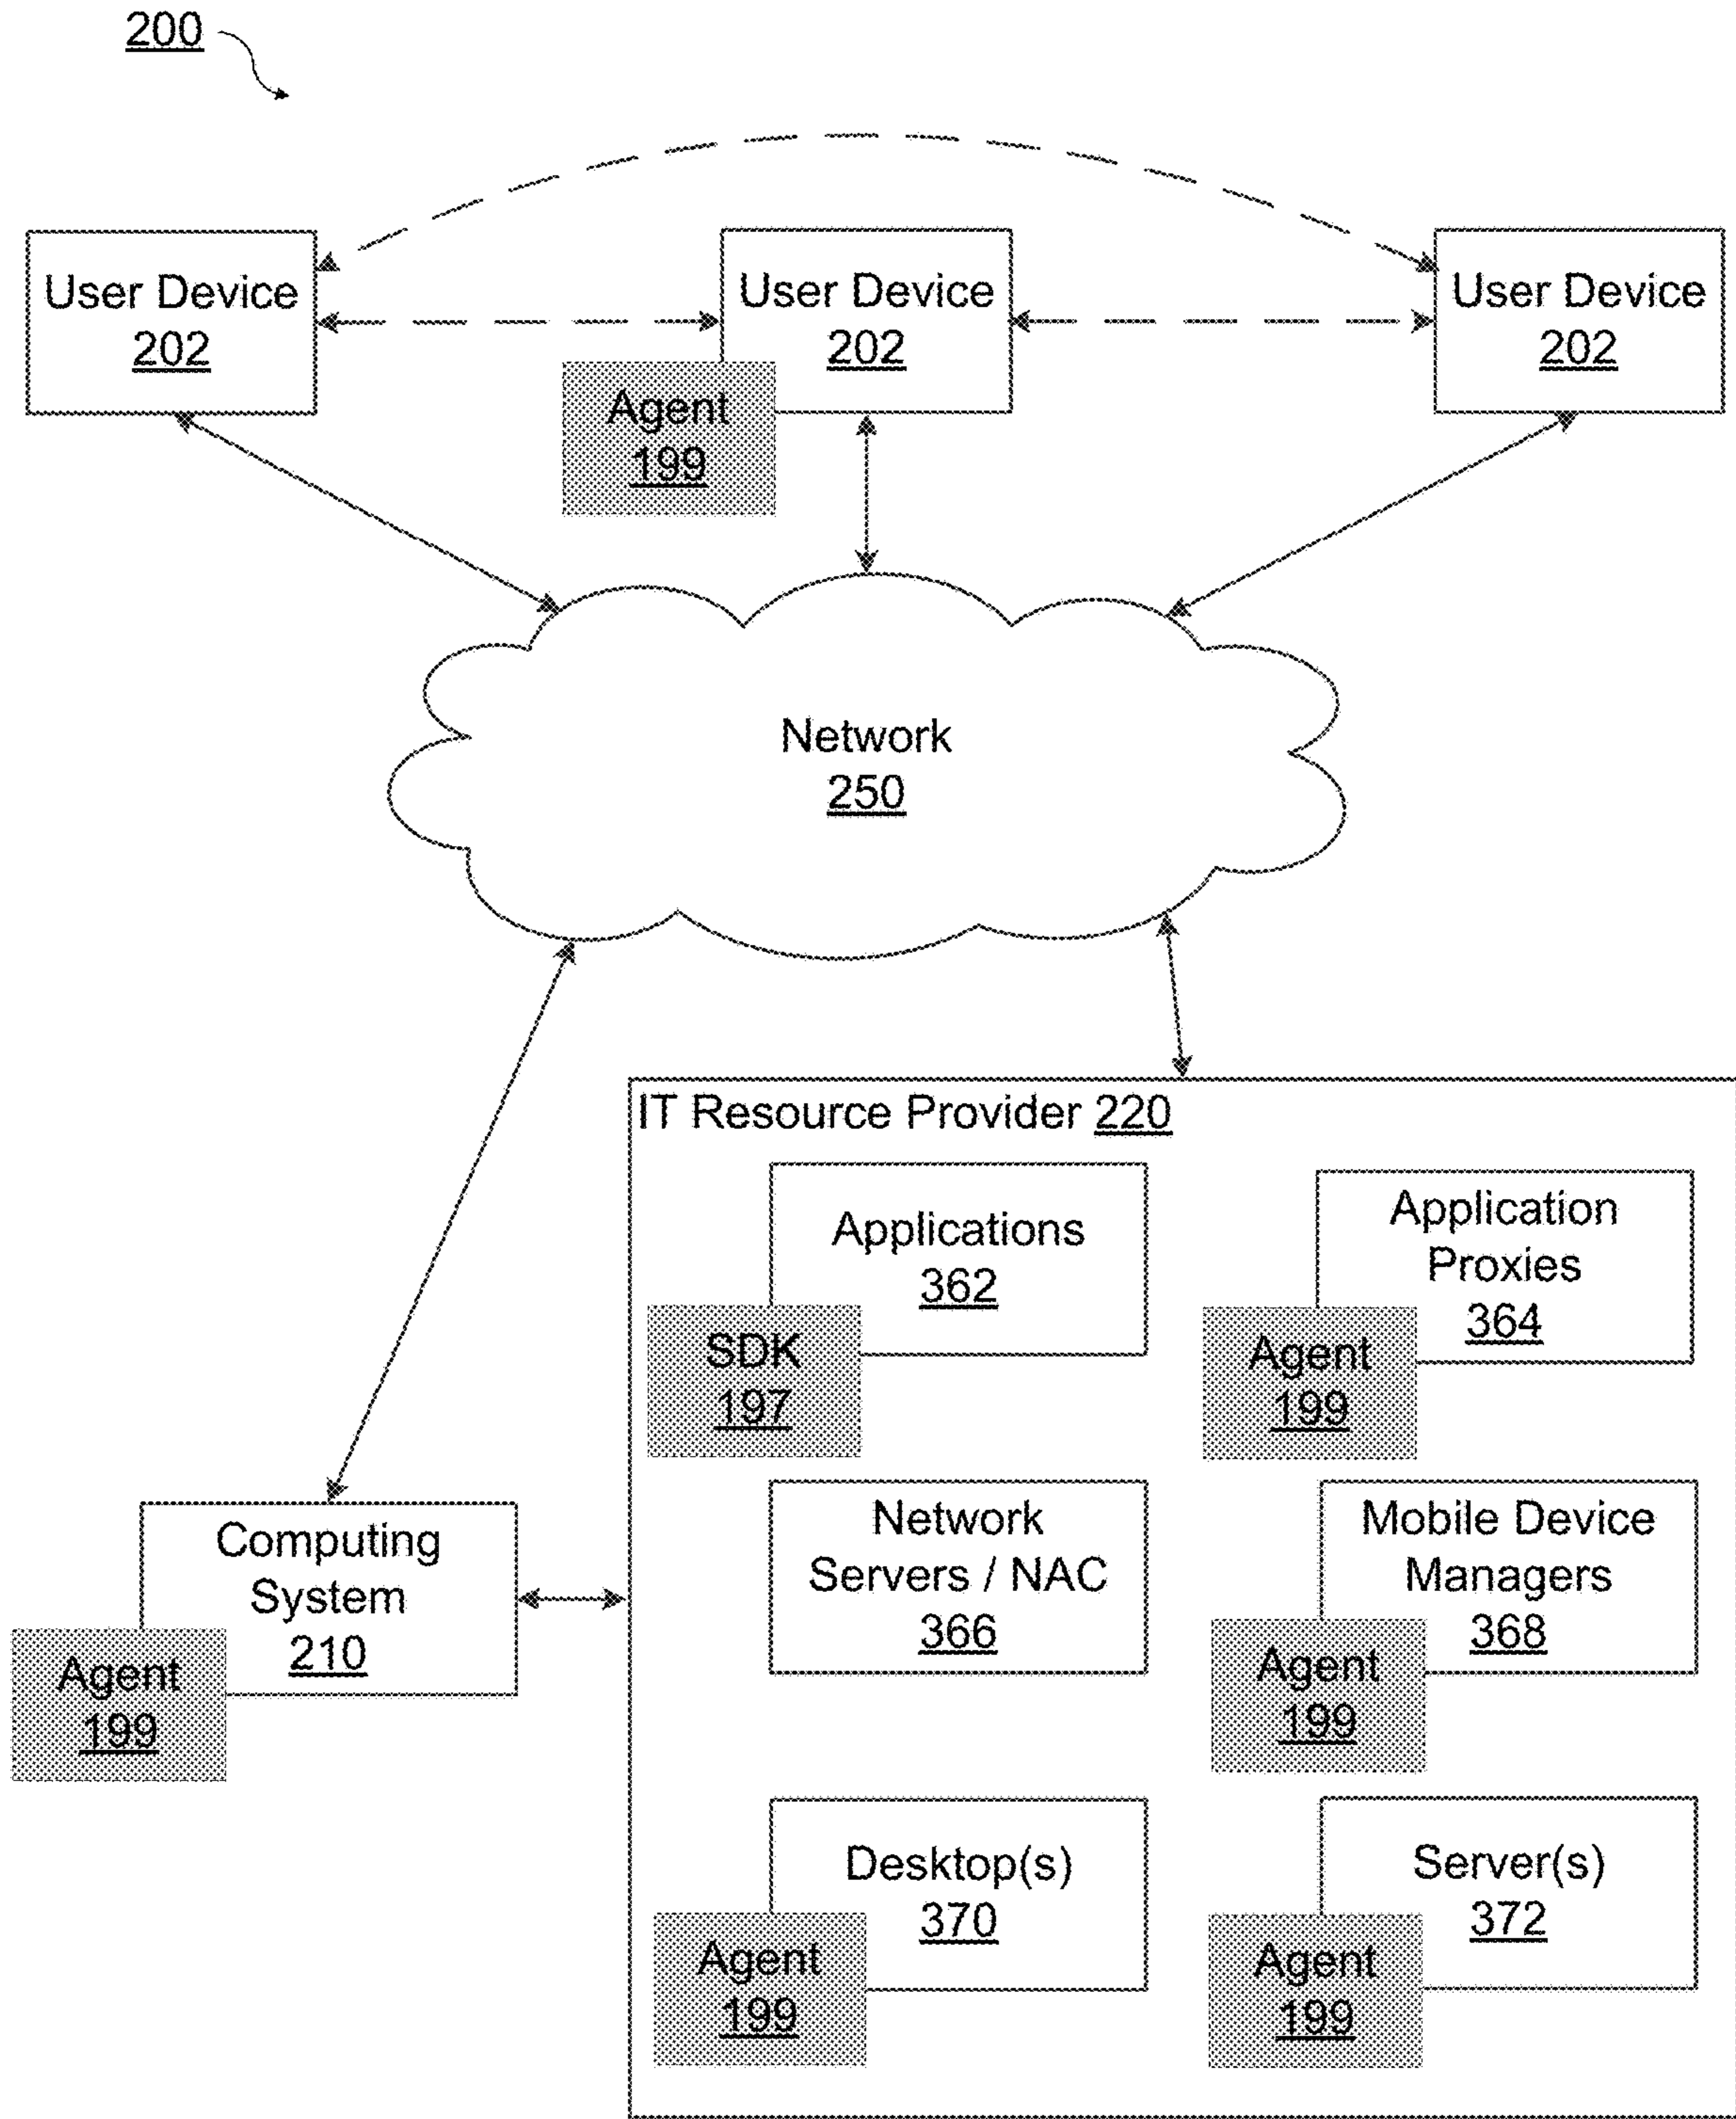 200
User Device
202
User Device
202
User Device
202
Agent
199
Network
250
IT Resource Provider 220
Applications
362
SDK
197
Application
Proxies
364
Agent
199
Network
Servers / NAC
366
Mobile Device
Managers
368
Agent
199
Computing
System
210
Agent
199
Desktop(s)
370
Agent
199
Server(s)
372
Agent
199